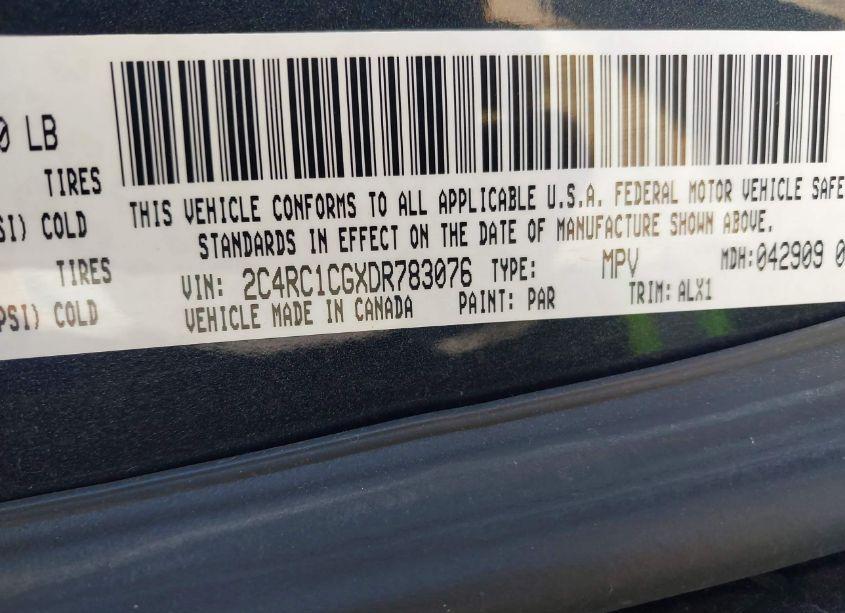 0 LB
TIRES
SI) COLD
TIRES
PSI) COLD
THIS VEHICLE CONFORMS TO ALL APPLICABLE U.S.A. FEDERAL MOTOR VEHICLE SAFE
STANDARDS IN EFFECT ON THE DATE OF MANUFACTURE SHOWN ABOVE.
VIN: 2C4RC1CGXDR783076 TYPE: MPV MDH:042909 0
VEHICLE MADE IN CANADA PAINT: PAR TRIM: ALX1